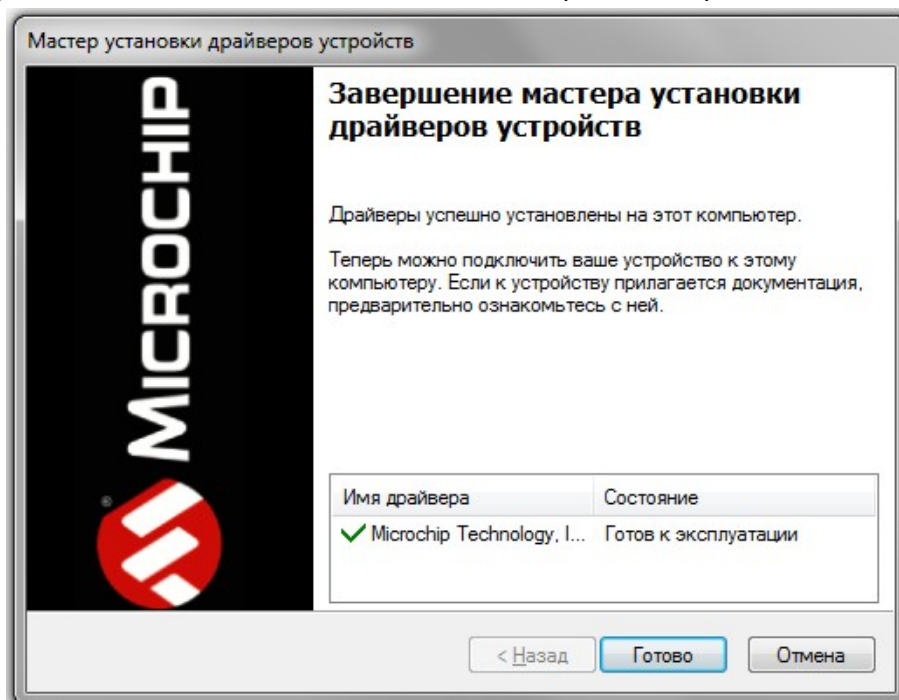 Мастер установки драйверов устройств
MICROCHIP
®
Завершение мастера установки
драйверов устройств
Драйверы успешно установлены на этот компьютер.
Теперь можно подключить ваше устройство к этому
компьютеру. Если к устройству прилагается документация,
предварительно ознакомьтесь с ней.
Имя драйвера Состояние
Microchip Technology, I... Готов к эксплуатации
< Назад Готово Отмена